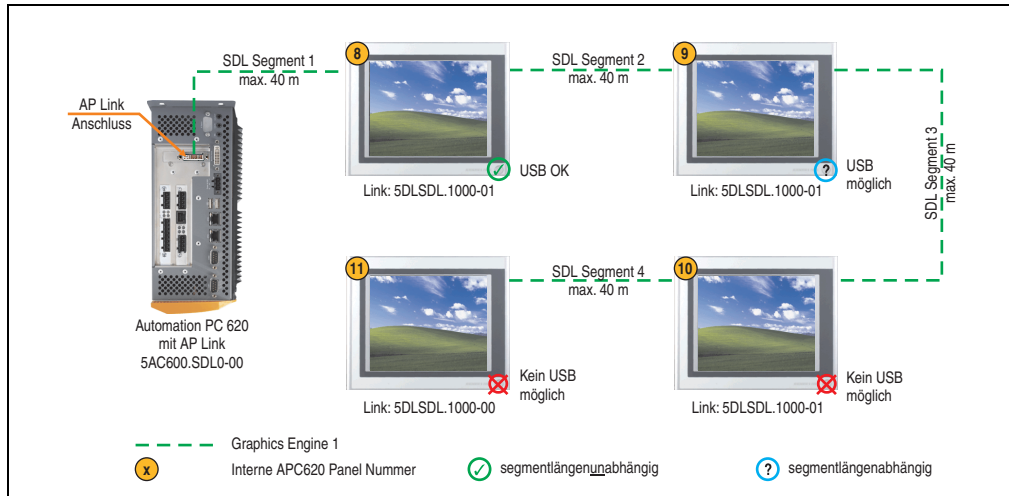 AP Link
Anschluss
SDL Segment 1
max. 40 m
8
USB OK
Link: 5DLSDL.1000-01
SDL Segment 2
max. 40 m
9
USB
möglich
Link: 5DLSDL.1000-01
SDL Segment 3
max. 40 m
11
Kein USB
möglich
Link: 5DLSDL.1000-00
SDL Segment 4
max. 40 m
10
Kein USB
möglich
Link: 5DLSDL.1000-01
Automation PC 620
mit AP Link
5AC600.SDL0-00
Graphics Engine 1
x Interne APC620 Panel Nummer
✓ segmentlängenunabhängig
? segmentlängenabhängig